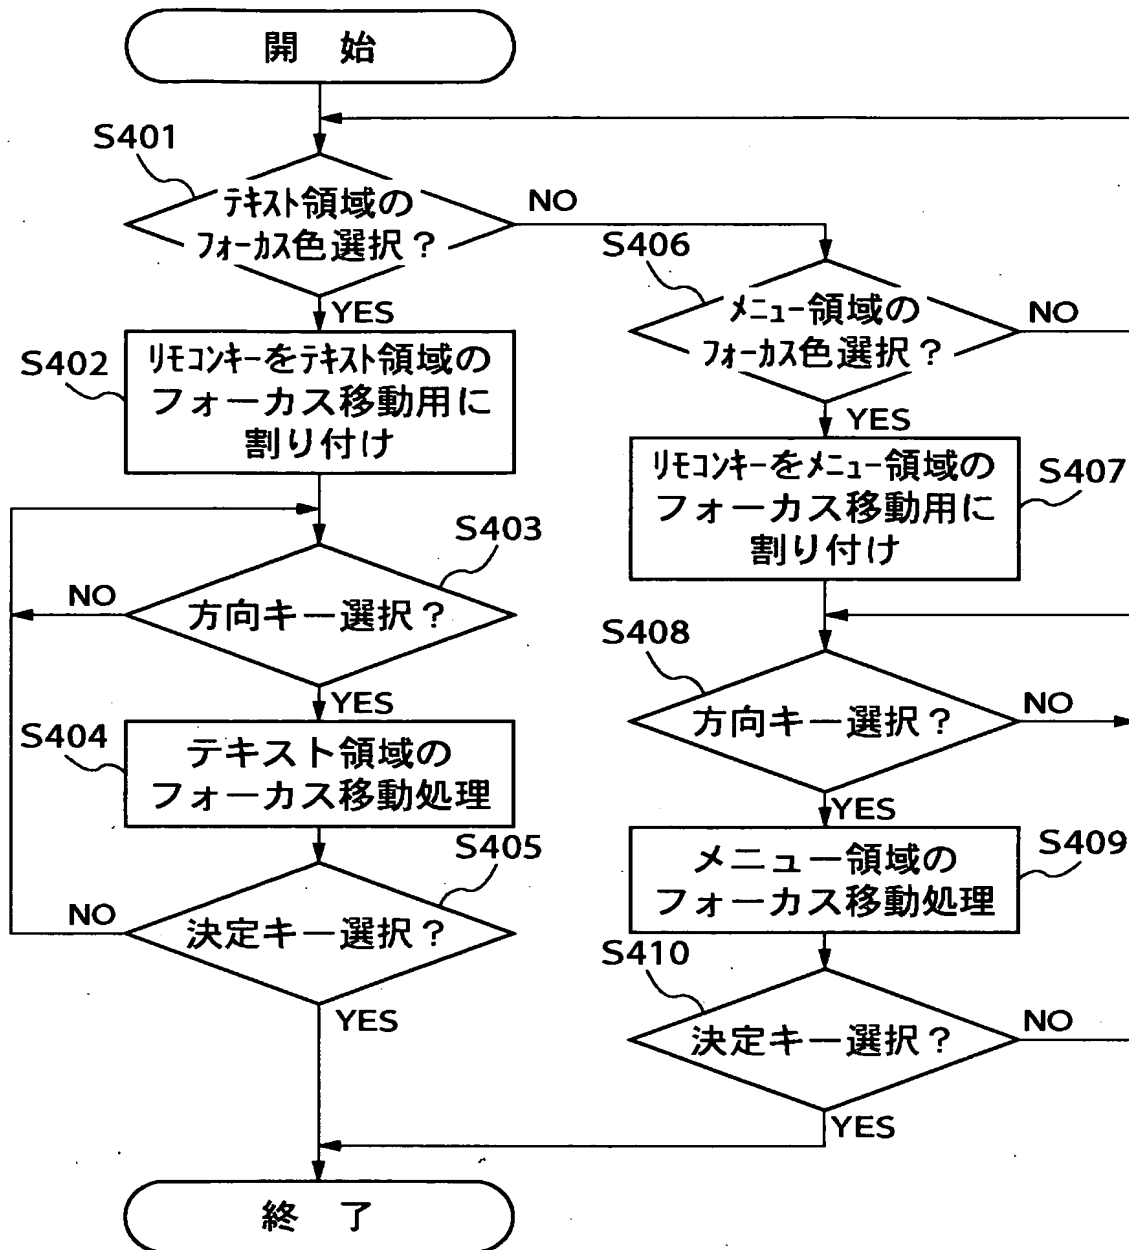 開 始
S401
テキスト領域の
フォーカス色選択？
NO
YES
S402
リモコンキーをテキスト領域の
フォーカス移動用に
割り付け
S403
方向キー選択？
NO
YES
S404
テキスト領域の
フォーカス移動処理
S405
決定キー選択？
NO
YES
S406
メニュー領域の
フォーカス色選択？
NO
YES
リモコンキーをメニュー領域の
フォーカス移動用に
割り付け
S407
S408
方向キー選択？
NO
YES
メニュー領域の
フォーカス移動処理
S409
S410
決定キー選択？
NO
YES
終 了